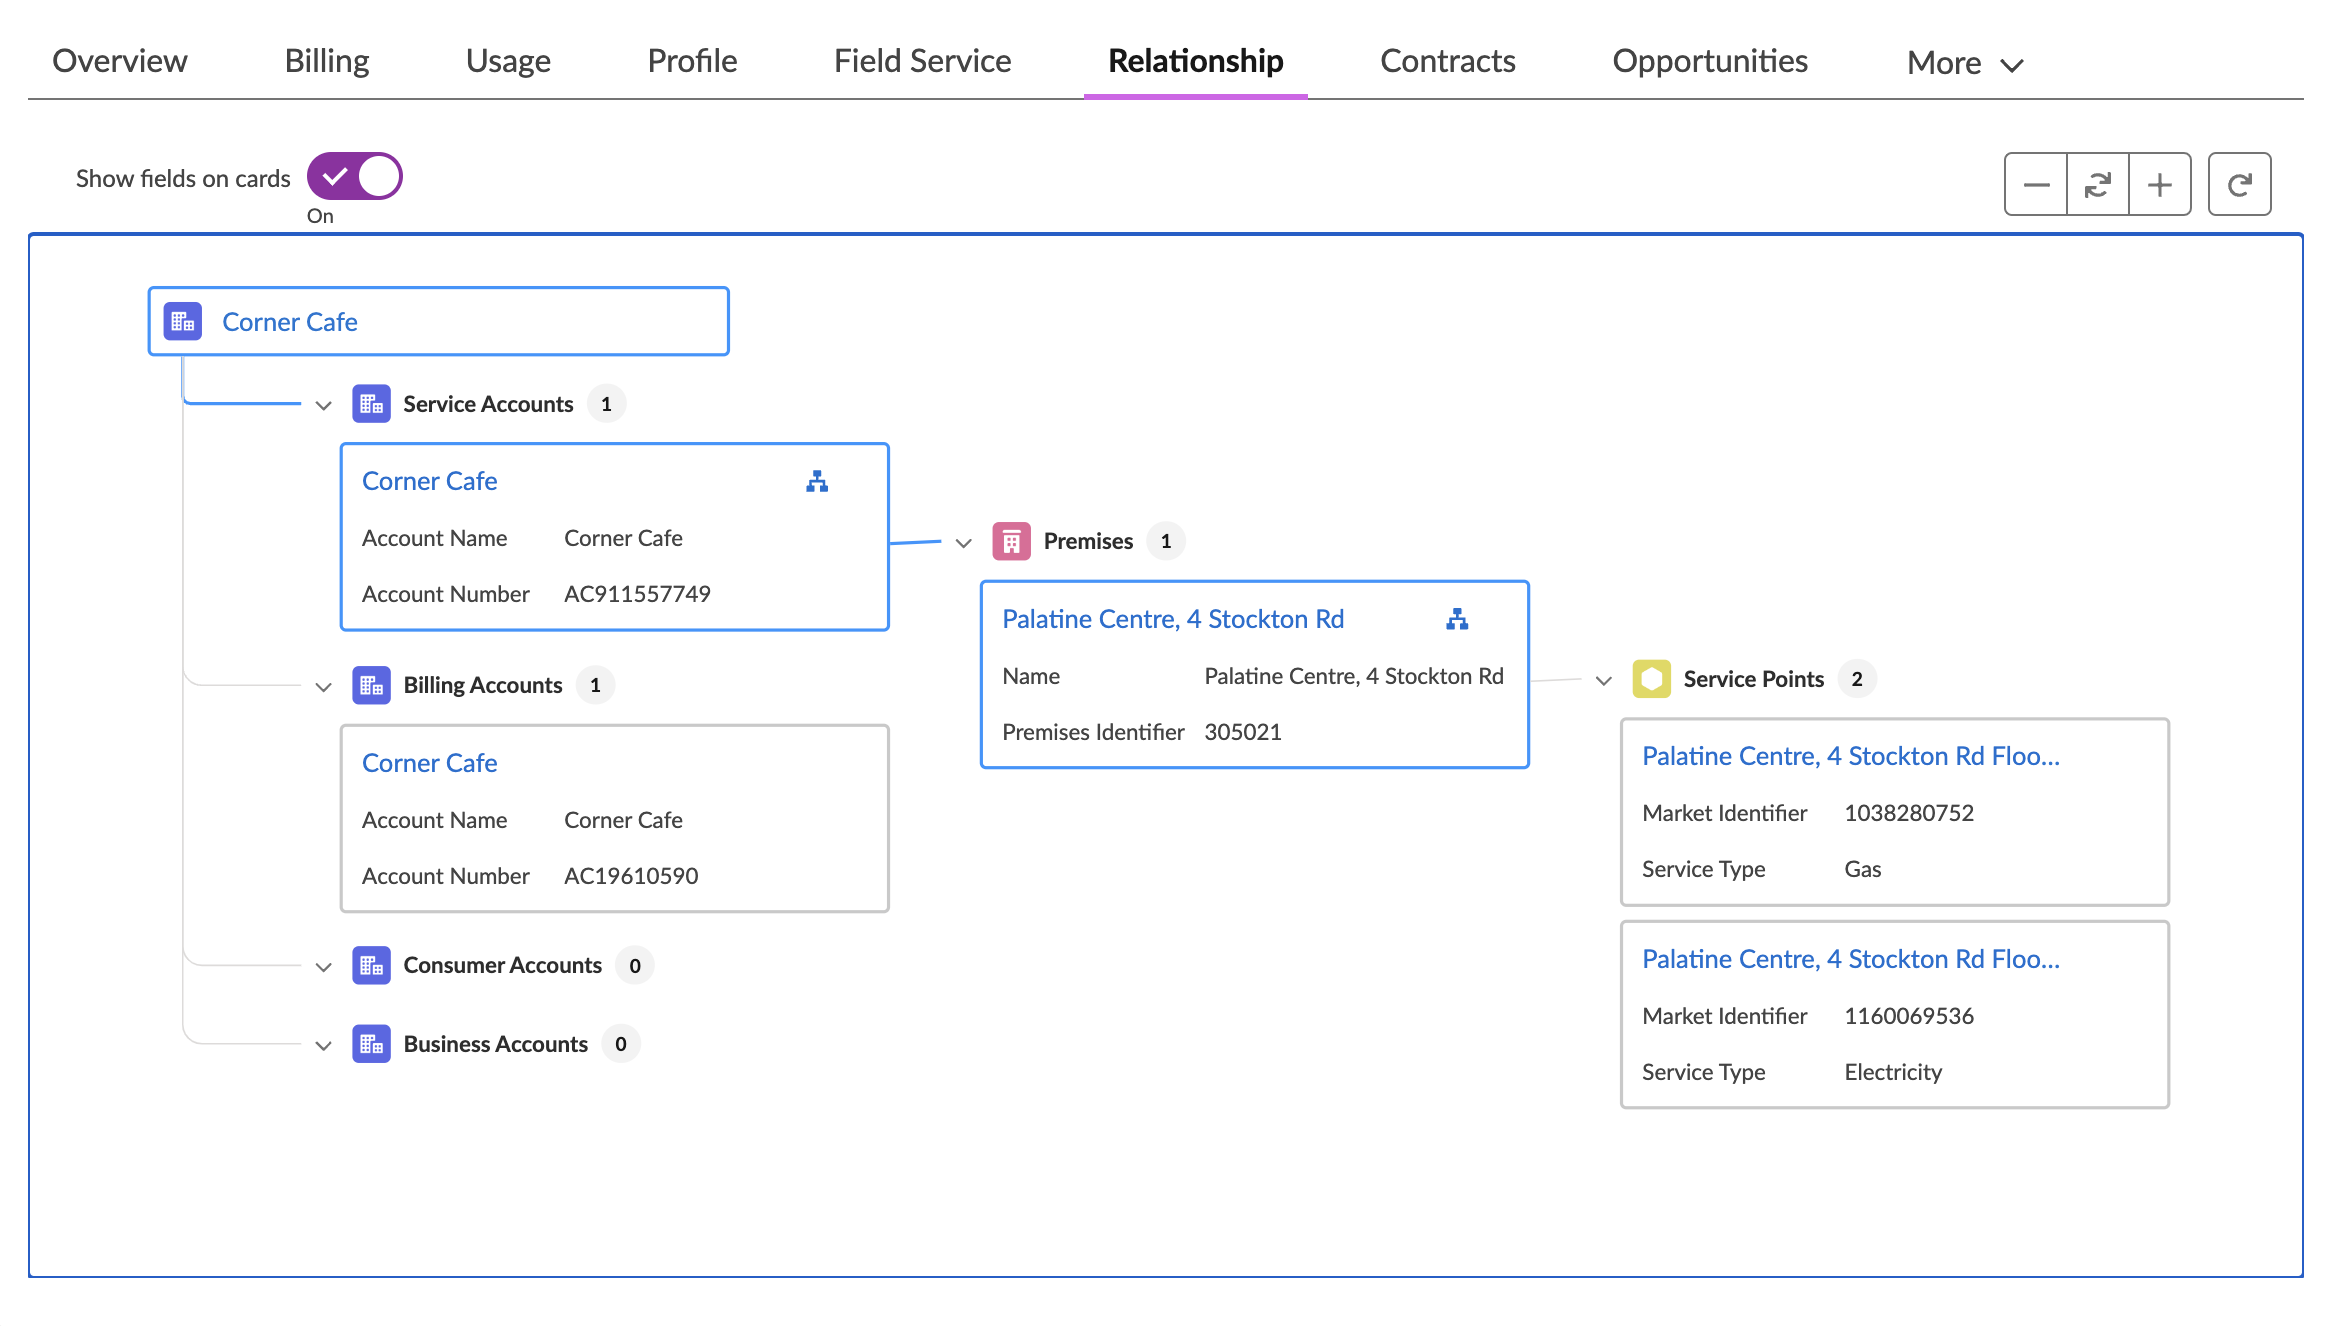 Overview Billing Usage Profile Field Service Relationship Contracts Opportunities More
Show fields on cards
On
Corner Cafe
Service Accounts 1
Corner Cafe
Account Name Corner Cafe
Account Number AC911557749
Premises 1
Palatine Centre, 4 Stockton Rd
Name Palatine Centre, 4 Stockton Rd
Premises Identifier 305021
Service Points 2
Palatine Centre, 4 Stockton Rd Floo...
Market Identifier 1038280752
Service Type Gas
Palatine Centre, 4 Stockton Rd Floo...
Market Identifier 1160069536
Service Type Electricity
Billing Accounts 1
Corner Cafe
Account Name Corner Cafe
Account Number AC19610590
Consumer Accounts 0
Business Accounts 0